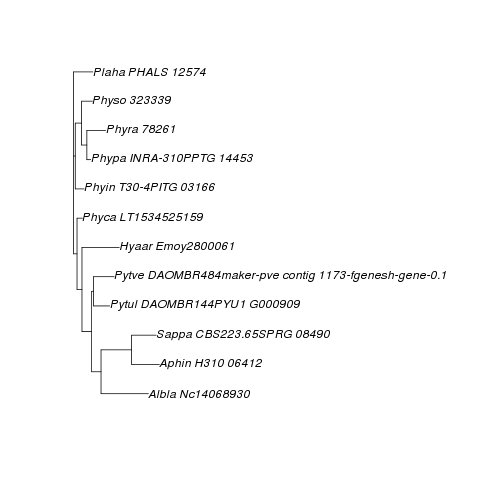 Plaha PHALS 12574
Physo 323339
Phyra 78261
Phypa INRA-310PPTG 14453
Phyin T30-4PITG 03166
Phyca LT1534525159
Hyaar Emoy2800061
Pytve DAOMBR484maker-pve contig 1173-fgenesh-gene-0.1
Pytul DAOMBR144PYU1 G000909
Sappa CBS223.65SPRG 08490
Aphin H310 06412
Albla Nc14068930